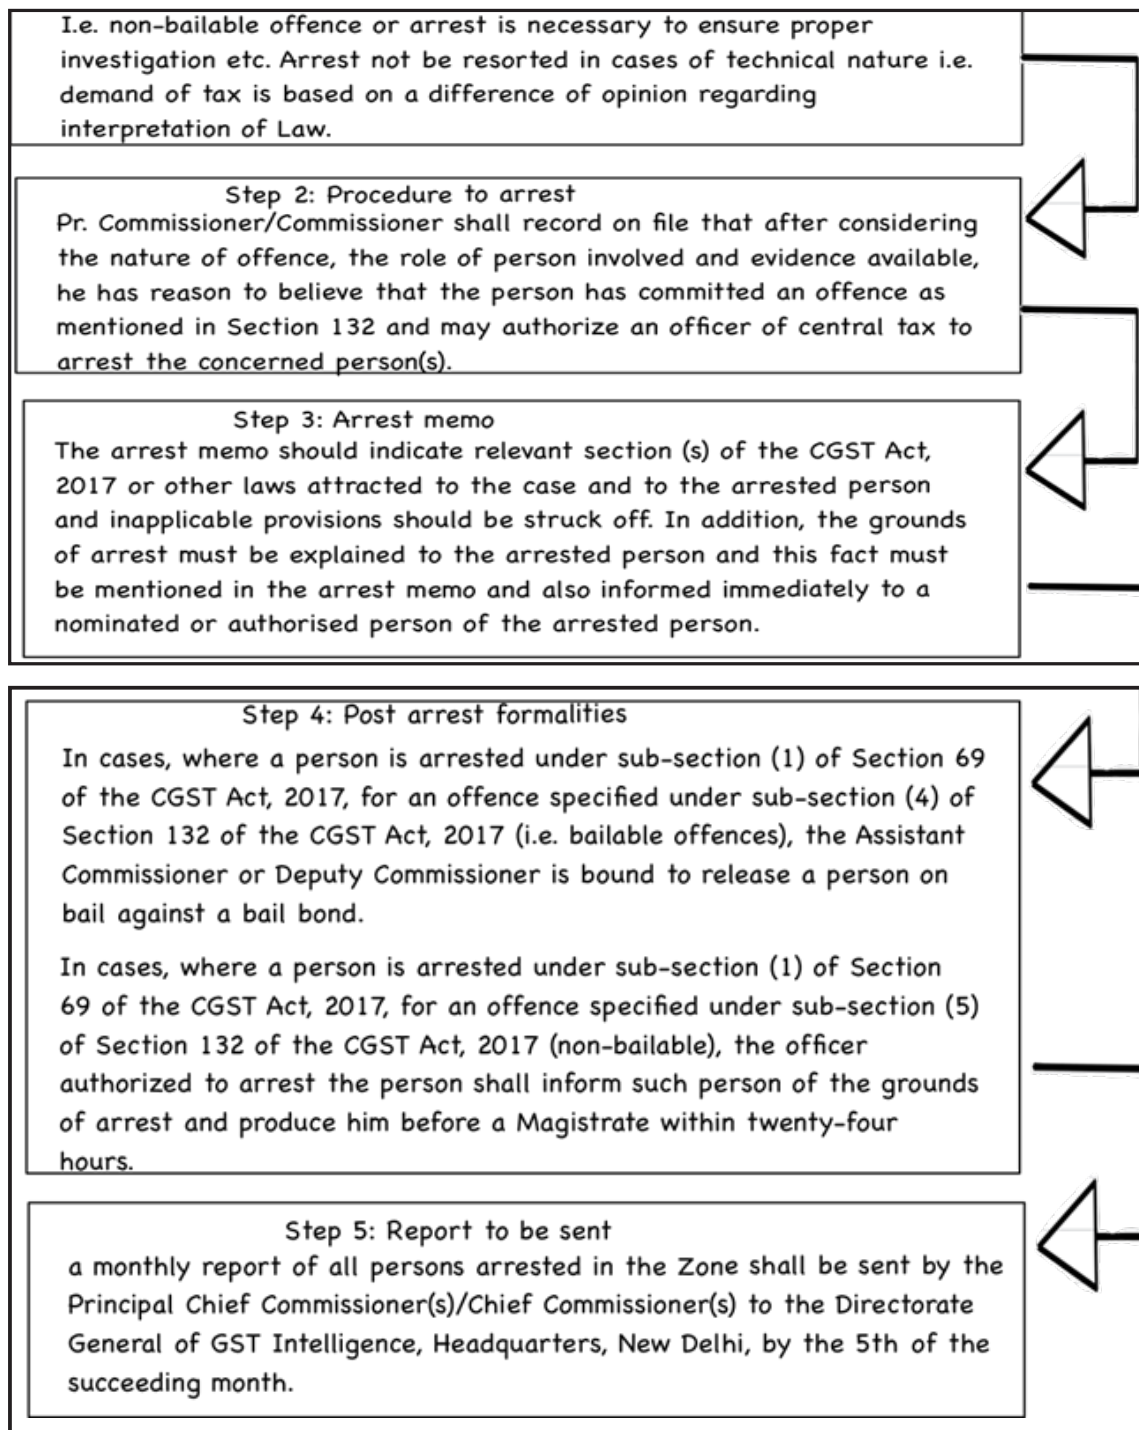 I.e. non-bailable offence or arrest is necessary to ensure proper
investigation etc. Arrest not be resorted in cases of technical nature i.e.
demand of tax is based on a difference of opinion regarding
interpretation of Law.
Step 2: Procedure to arrest
Pr. Commissioner/Commissioner shall record on file that after considering
the nature of offence, the role of person involved and evidence available,
he has reason to believe that the person has committed an offence as
mentioned in Section 132 and may authorize an officer of central tax to
arrest the concerned person(s).
Step 3: Arrest memo
The arrest memo should indicate relevant section (s) of the CGST Act,
2017 or other laws attracted to the case and to the arrested person
and inapplicable provisions should be struck off. In addition, the grounds
of arrest must be explained to the arrested person and this fact must
be mentioned in the arrest memo and also informed immediately to a
nominated or authorised person of the arrested person.
Step 4: Post arrest formalities
In cases, where a person is arrested under sub-section (1) of Section 69
of the CGST Act, 2017, for an offence specified under sub-section (4) of
Section 132 of the CGST Act, 2017 (i.e. bailable offences), the Assistant
Commissioner or Deputy Commissioner is bound to release a person on
bail against a bail bond.
In cases, where a person is arrested under sub-section (1) of Section
69 of the CGST Act, 2017, for an offence specified under sub-section (5)
of Section 132 of the CGST Act, 2017 (non-bailable), the officer
authorized to arrest the person shall inform such person of the grounds
of arrest and produce him before a Magistrate within twenty-four
hours.
Step 5: Report to be sent
a monthly report of all persons arrested in the Zone shall be sent by the
Principal Chief Commissioner(s)/Chief Commissioner(s) to the Directorate
General of GST Intelligence, Headquarters, New Delhi, by the 5th of the
succeeding month.